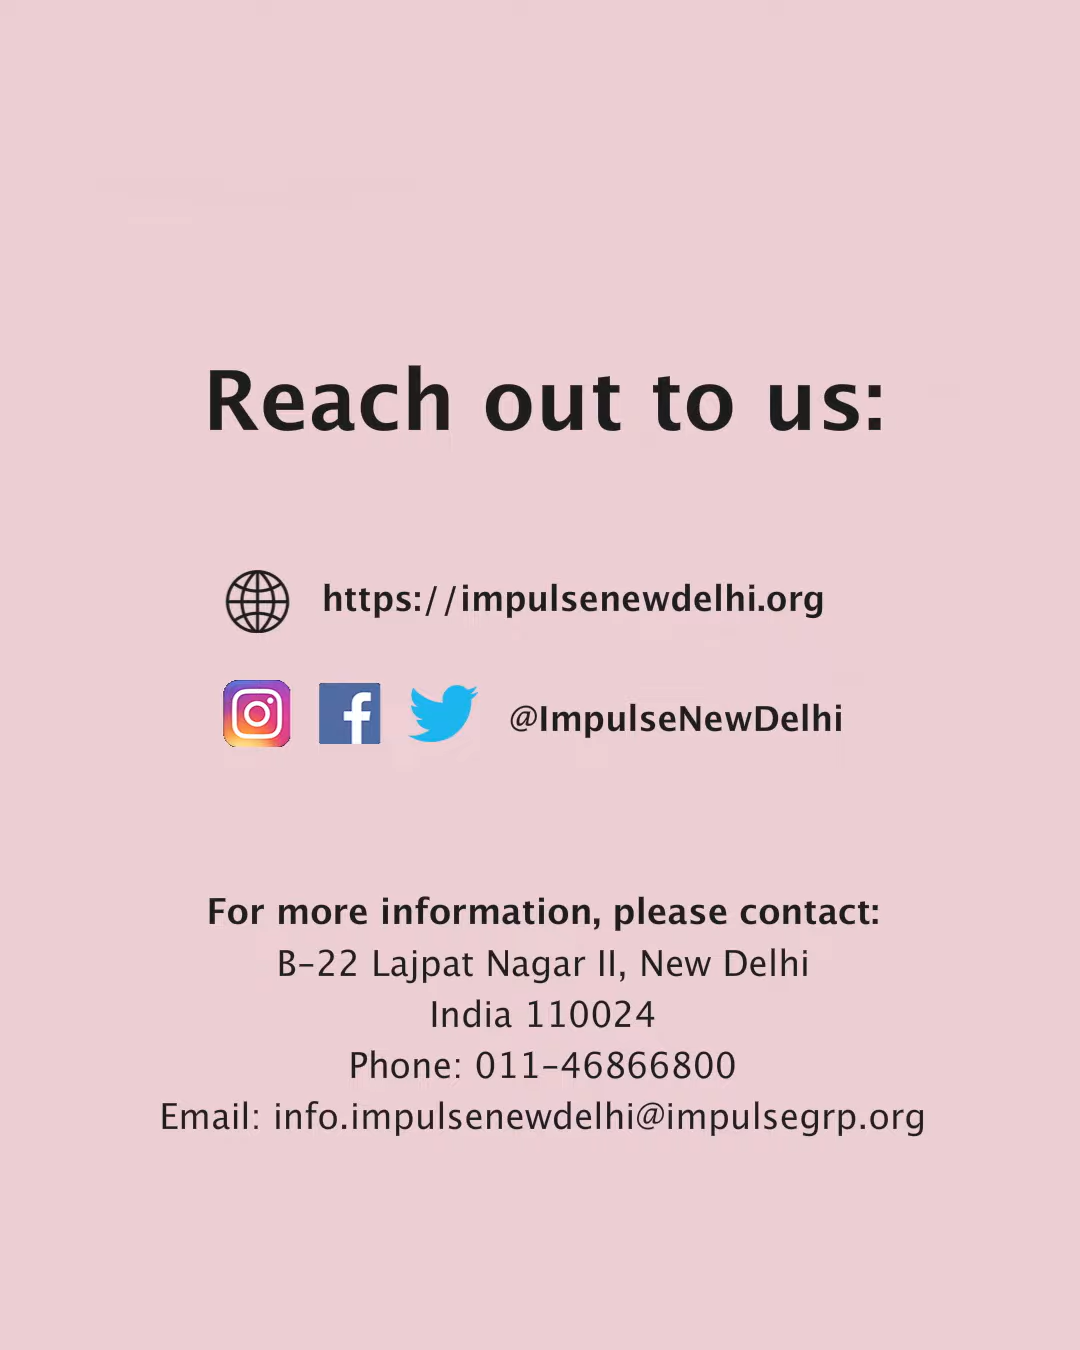 Reach out to us:
https://impulsenewdelhi.org
@ImpulseNewDelhi
For more information, please contact:
B-22 Lajpat Nagar II, New Delhi
India 110024
Phone: 011-46866800
Email: info.impulsenewdelhi@impulsegrp.org